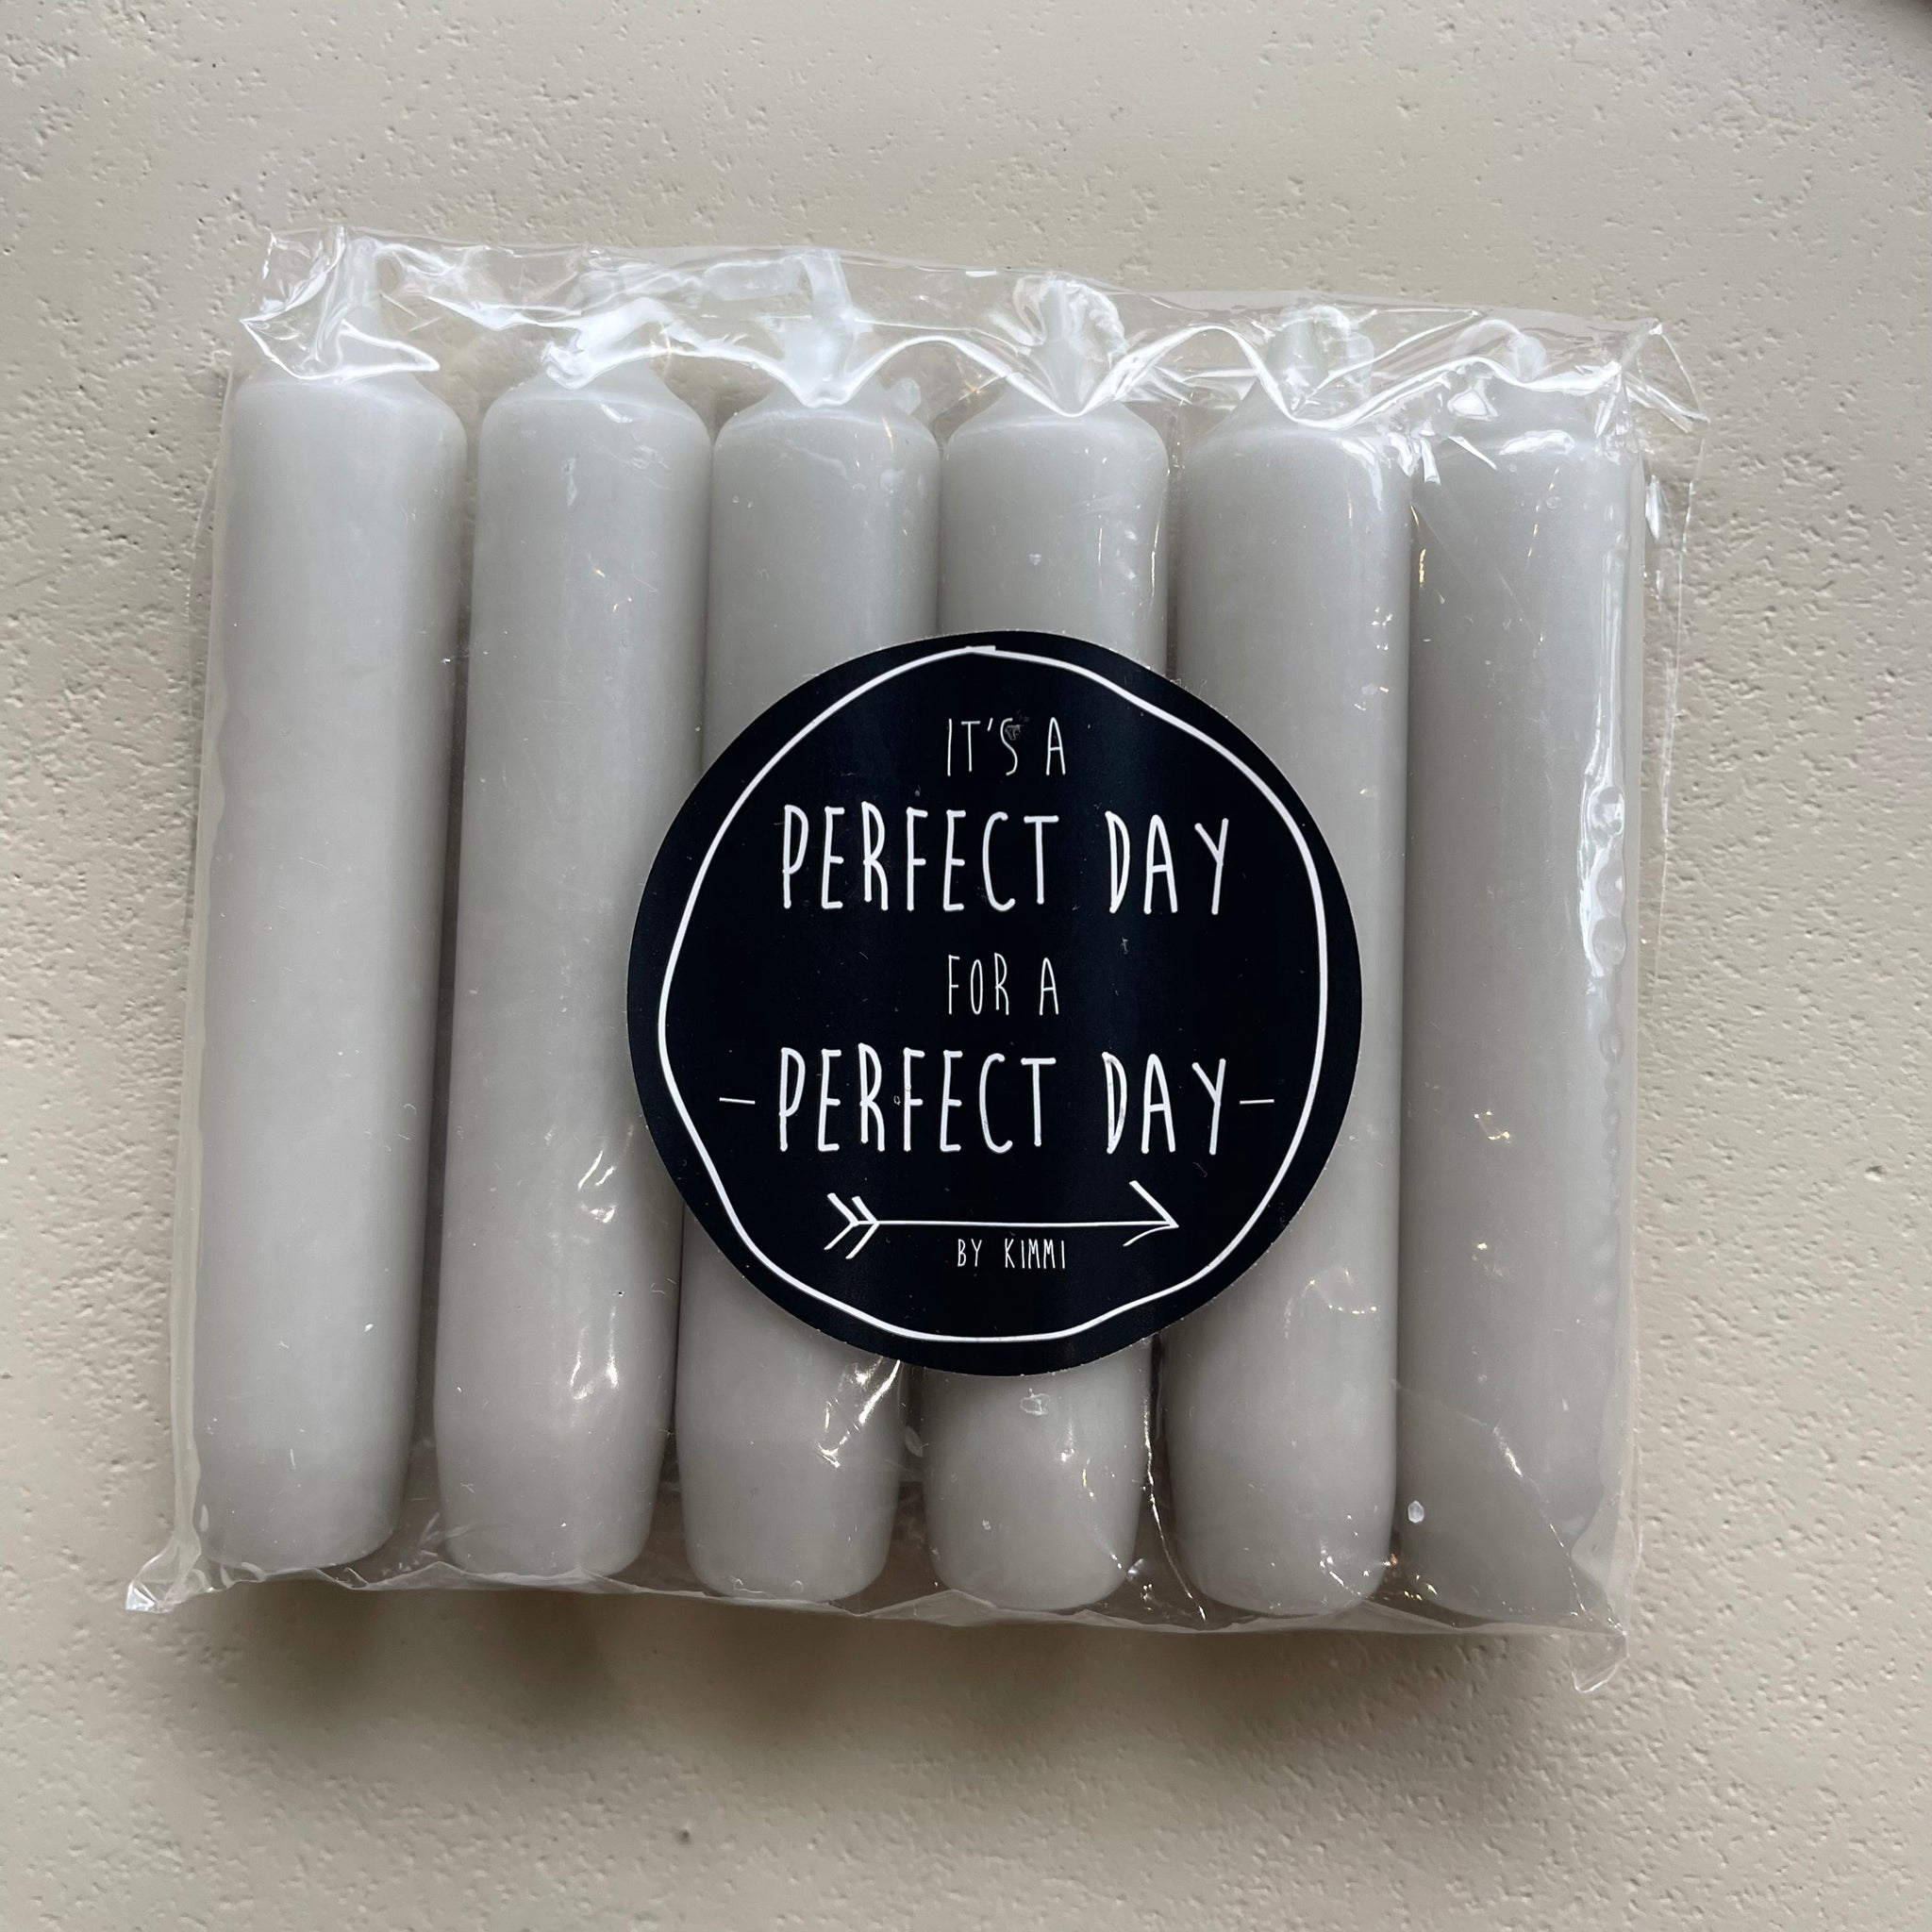 IT'S A
PERFECT DAY
FOR A
- PERFECT DAY -
BY KIMMI